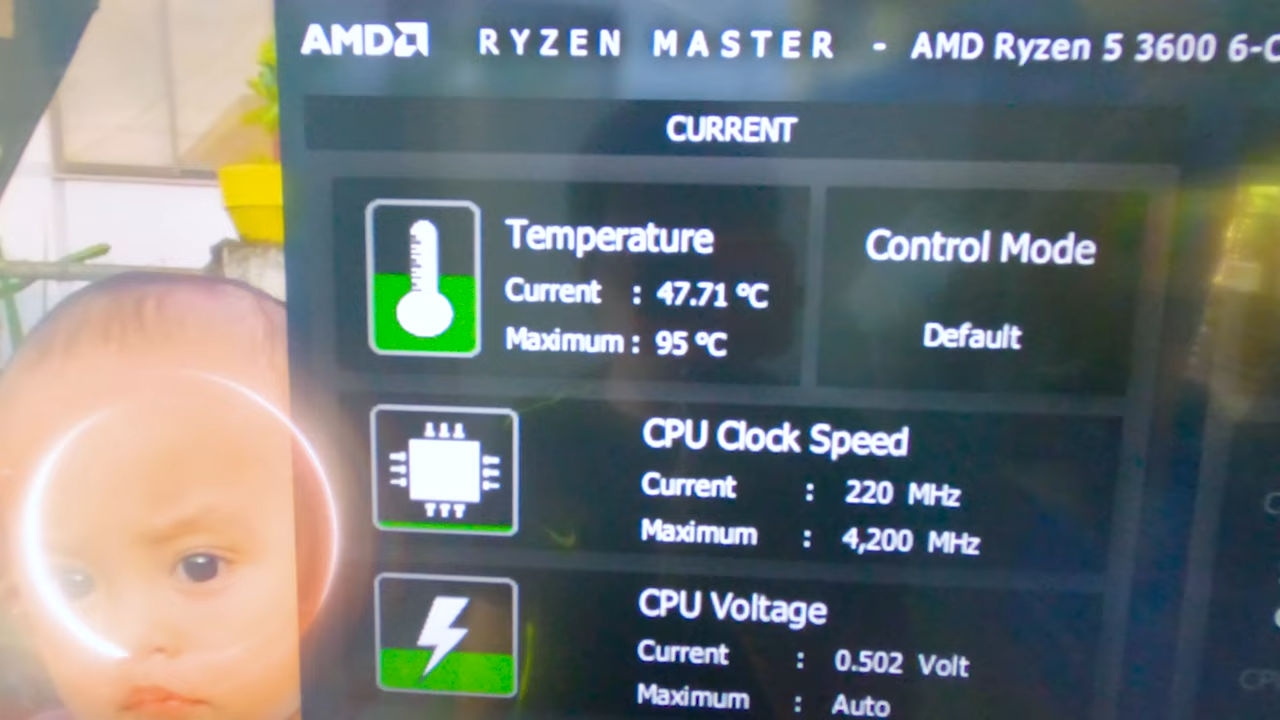 AMD RYZEN MASTER - AMD Ryzen 5 3600 6-C
CURRENT
Temperature
Current : 47.71 °C
Maximum : 95 °C
Control Mode
Default
CPU Clock Speed
Current : 220 MHz
Maximum : 4,200 MHz
CPU Voltage
Current : 0.502 Volt
Maximum : Auto